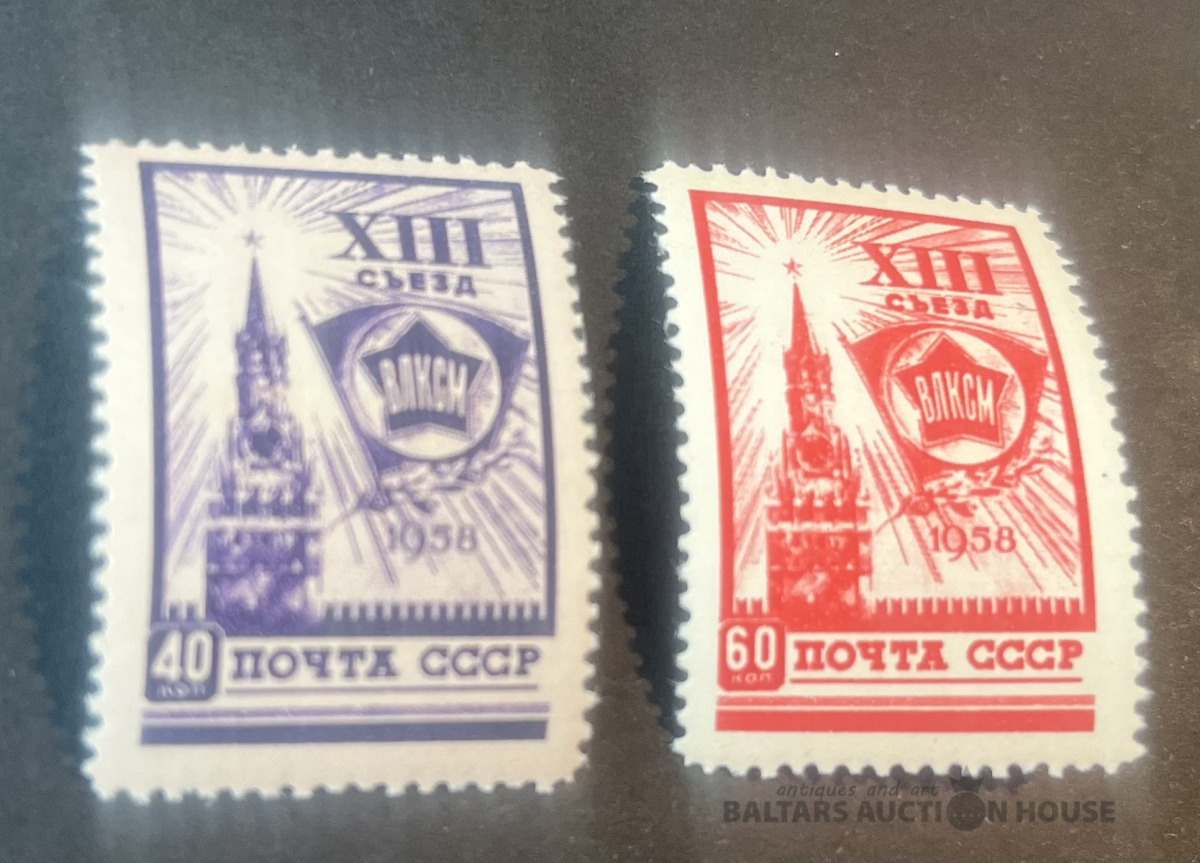 XIII
СЪЕЗД
ВЛКСМ
1958
40
КОП
ПОЧТА СССР
XIII
СЪЕЗД
ВЛКСМ
1958
60
КОП
ПОЧТА СССР
antiques and art
BALTARS AUCTION HOUSE